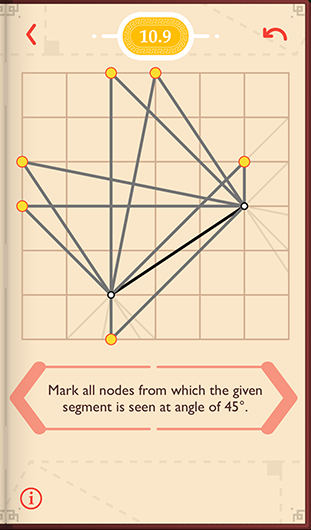 10.9
Mark all nodes from which the given
segment is seen at angle of 45°.
i